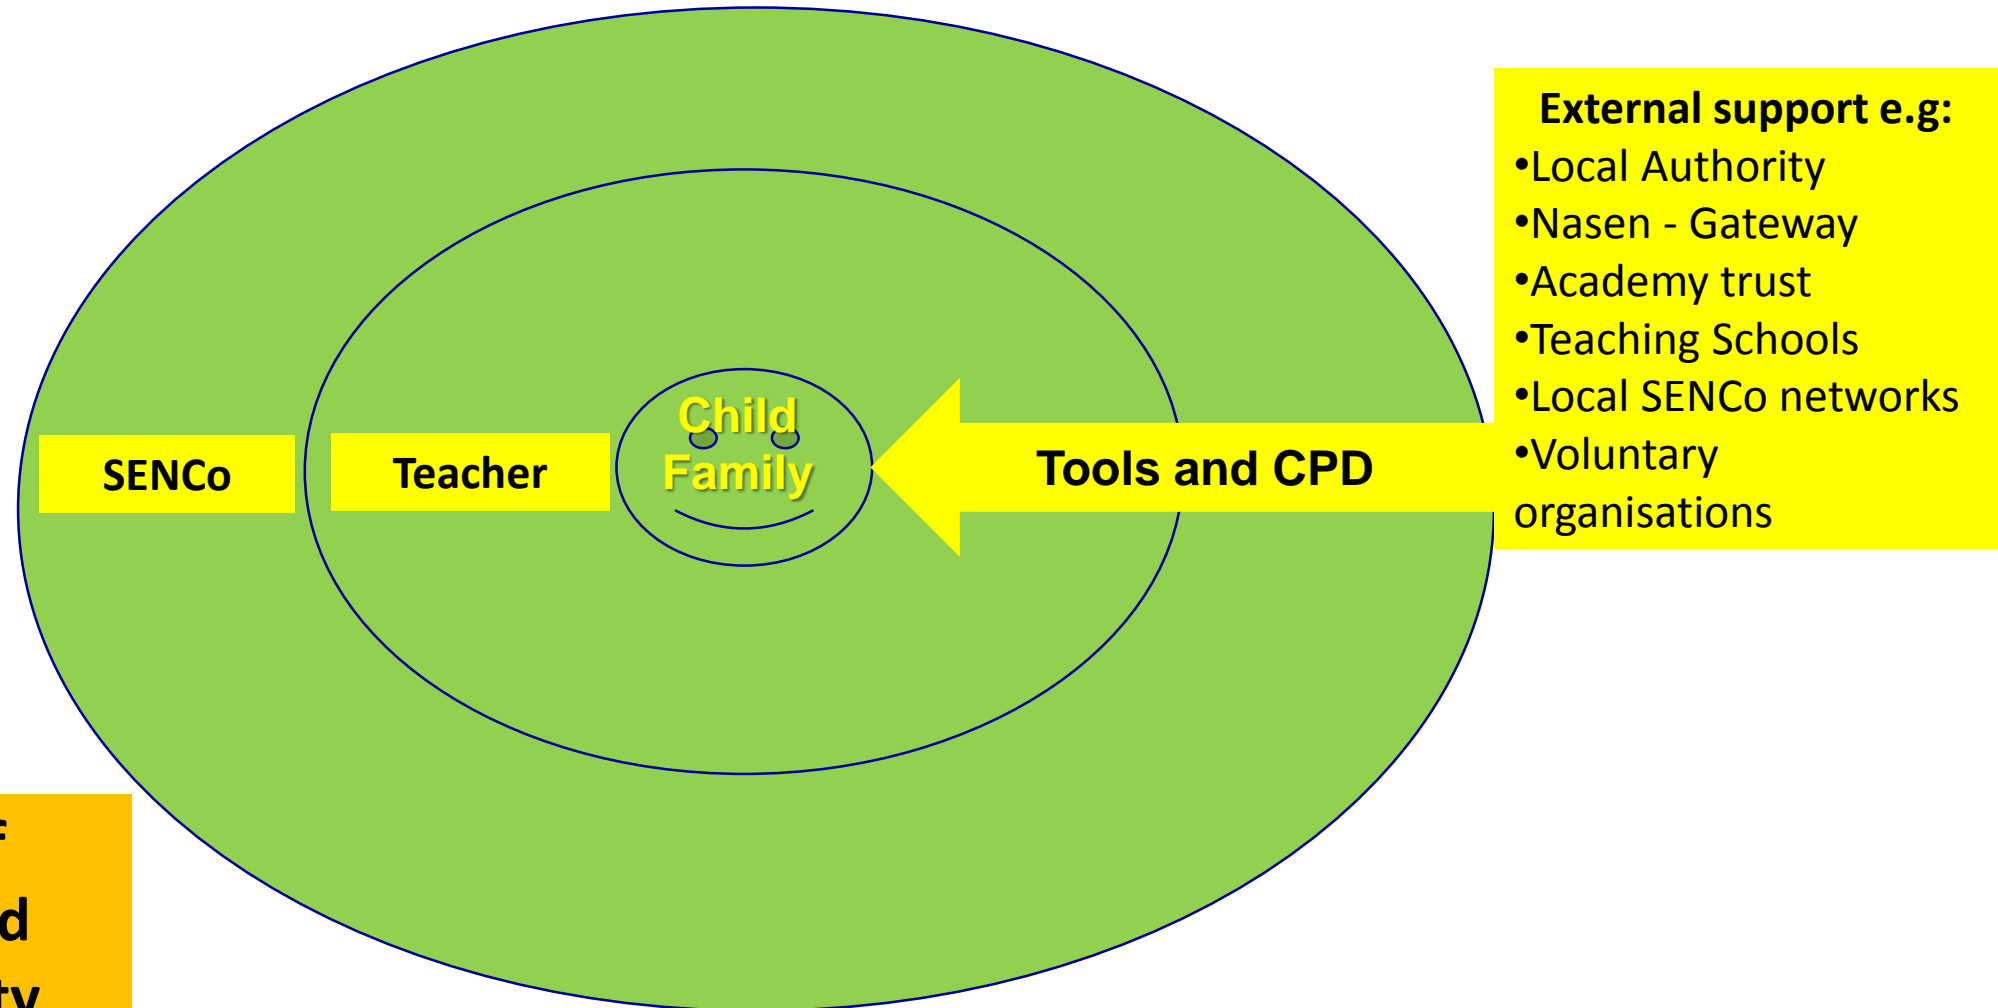 External support e.g:
•Local Authority
•Nasen - Gateway
•Academy trust
•Teaching Schools
•Local SENCo networks
•Voluntary
organisations
SENCo
Teacher
Child
Family
Tools and CPD